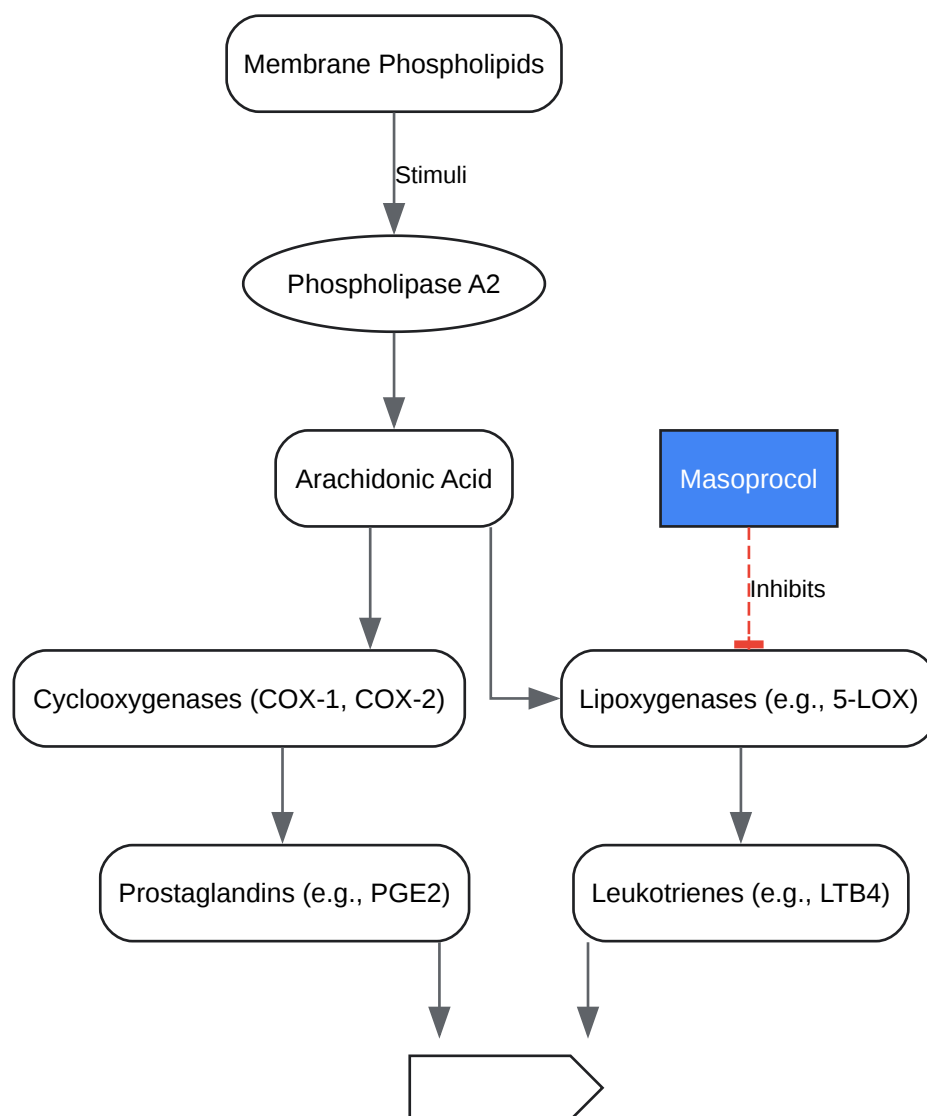 Membrane Phospholipids
Stimuli
Phospholipase A2
Arachidonic Acid
Masoprocol
Inhibits
Cyclooxygenases (COX-1, COX-2)
Lipoxygenases (e.g., 5-LOX)
Prostaglandins (e.g., PGE2)
Leukotrienes (e.g., LTB4)